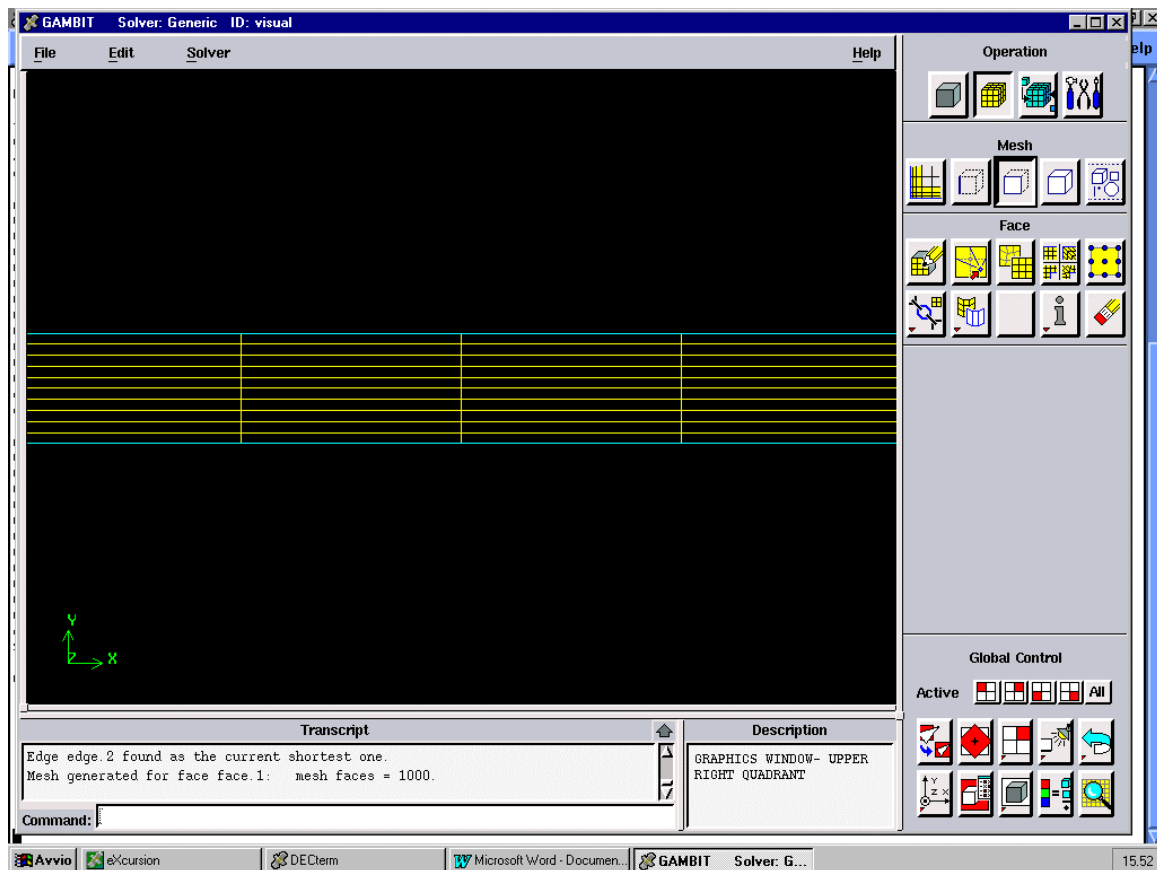 GAMBIT Solver: Generic ID: visual
File Edit Solver Help
elp
Operation
Mesh
Face
Y
Z X
Global Control
Active All
Y
Z X
Transcript
Edge edge.2 found as the current shortest one.
Mesh generated for face face.1: mesh faces = 1000.
Command:
Description
GRAPHICS WINDOW- UPPER
RIGHT QUADRANT
Avvio eXcursion DECterm Microsoft Word - Documen... GAMBIT Solver: G... 15.52